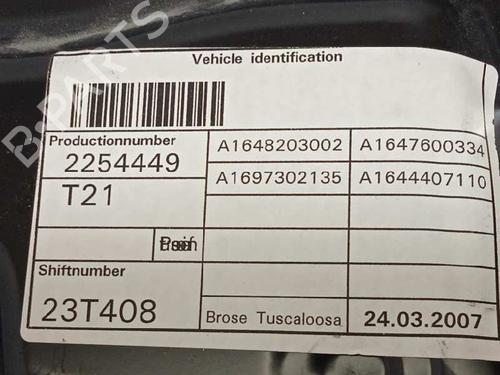 Vehicle identification
Productionnumber
2254449
A1648203002
A1647600334
T21
A1697302135
A1644407110
Shiftnumber
23T408
Brose Tuscaloosa
24.03.2007
B-PARTS